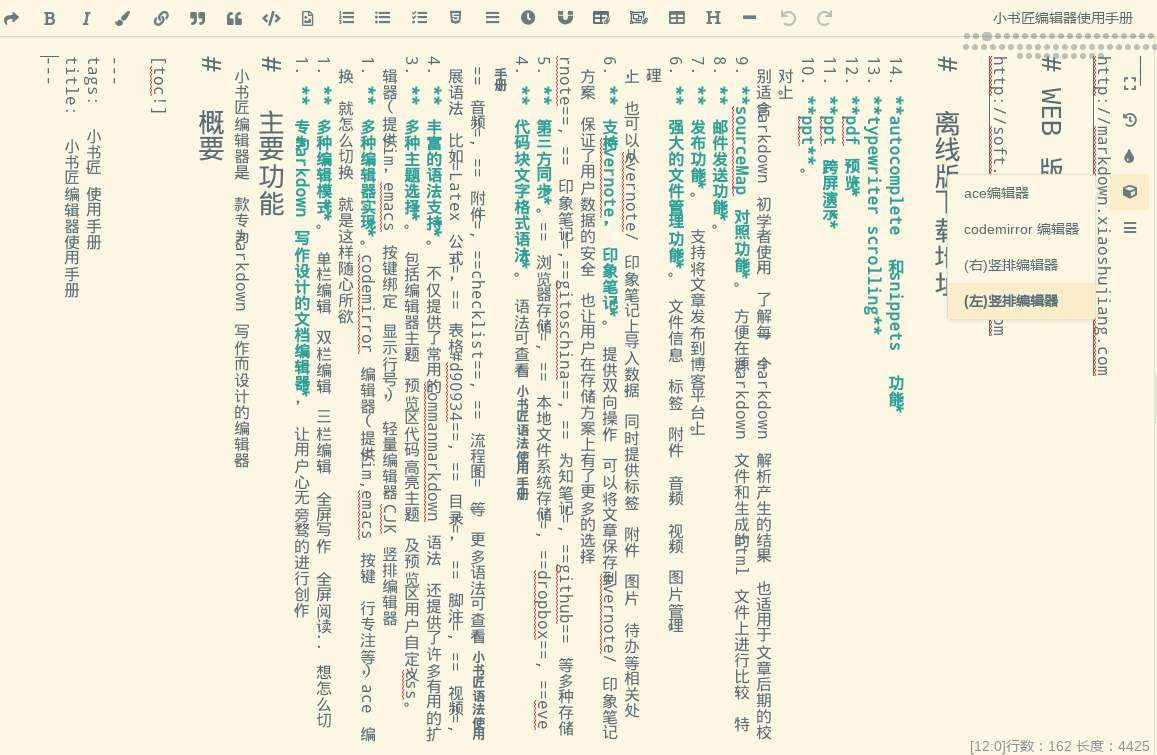 小书匠编辑器使用手册
---
title: 小书匠编辑器使用手册
tags: 小书匠 使用手册
---
[toc!]
# 概要
小书匠编辑器是 款专为markdown 写作而设计的编辑器
# 主要功能
1. **专为markdown 写作设计的文档编辑器**，让用户心无旁骛的进行创作
1. **多种编辑模式**。单栏编辑 双栏编辑 三栏编辑 全屏写作 全屏阅读.. 想怎么切
换 就怎么切换 就是这样随心所欲
1. **多种编辑器实现**。codemirror 编辑器(提供vim,emacs 按键 行专注等)，ace 编
辑器(提供vim,emacs 按键绑定 显示行号)，轻量编辑器 CJK 竖排编辑器
3. **多种主题选择**。包括编辑器主题 预览区代码高亮主题 及预览区用户自定义css。
4. **丰富的语法支持**。不仅提供了常用的commanmarkdown 语法 还提供了许多有用的扩
展语法 比如==Latex 公式==，==表格#d90934==，==目录==，==脚注==，==视频==，
==音频==，==附件==，==checklist==，==流程图==等 更多语法可查看 小书匠语法使用
手册
4. **代码块文字格式语法**。语法可查看 小书匠语法使用手册
5. **第三方同步**。==浏览器存储==，==本地文件系统存储==，==dropbox==，==eve
rnote==，==印象笔记==,==gitoschina==，==为知笔记==，==github==等多种存储
方案 保证了用户数据的安全 也让用户在存储方案上有了更多的选择
6. **支持evernote，印象笔记**。提供双向操作 可以将文章保存到evernote/印象笔记
上 也可以从evernote/印象笔记上导入数据 同时提供标签 附件 图片 待办等相关处
理
6. **强大的文件管理功能**。文件信息 标签 附件 音频 视频 图片管理
7. **发布功能**。支持将文章发布到博客平台上
8. **邮件发送功能**。
9. **sourceMap 对照功能**。方便在源markdown 文件和生成的html 文件上进行比较 特
别适合markdown 初学者使用 了解每 个markdown 解析产生的结果 也适用于文章后期的校
对上
10. **ppt**。
11. **ppt 跨屏演示**
12. **pdf 预览**
13. **typewriter scrolling**
14. **autocomplete 和snippets 功能**
# 离线版下载地址
http://soft
om
# WEB 版
http://markdown.xiaoshujiang.com
ace编辑器
codemirror 编辑器
(右)竖排编辑器
(左)竖排编辑器
[12:0]行数：162 长度：4425